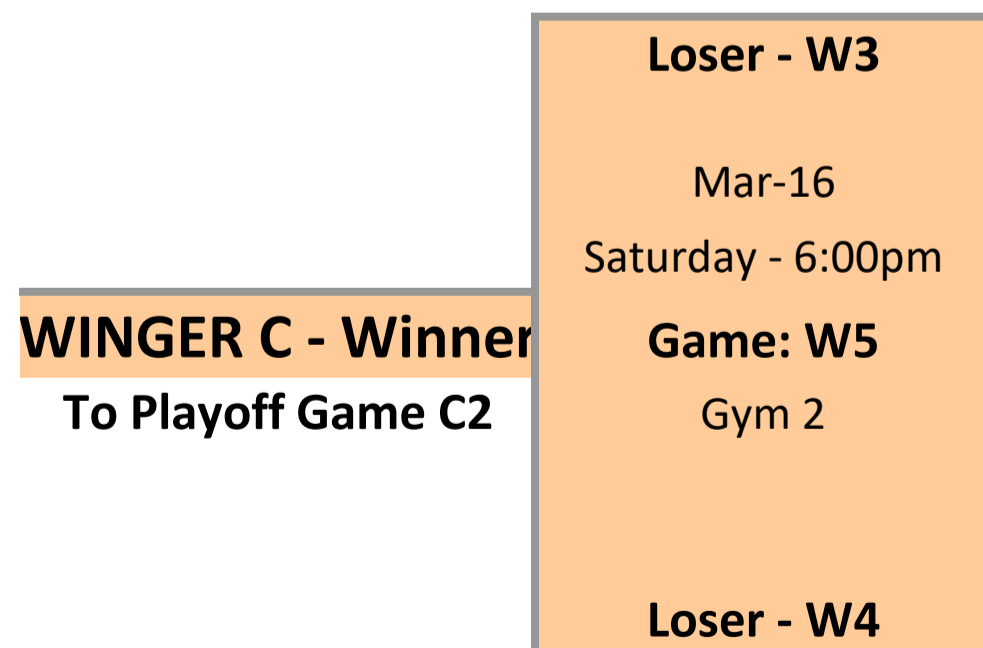 Loser - W3
Mar-16
Saturday - 6:00pm
WINGER C - Winner
Game: W5
To Playoff Game C2
Gym 2
Loser - W4